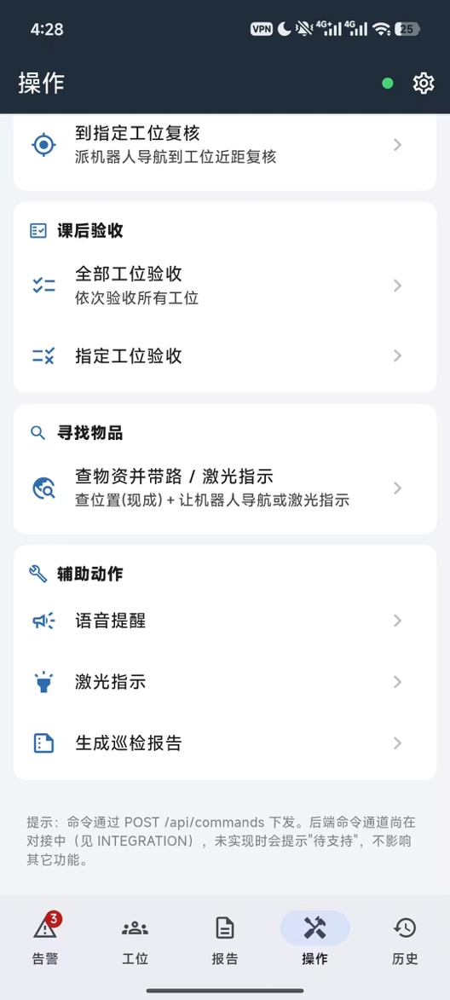 4:28
VPN 4G+ 4G 25
操作
到指定工位复核
派机器人导航到工位近距复核
课后验收
全部工位验收
依次验收所有工位
指定工位验收
寻找物品
查物资并带路 / 激光指示
查位置(现成) + 让机器人导航或激光指示
辅助动作
语音提醒
激光指示
生成巡检报告
提示：命令通过 POST /api/commands 下发。后端命令通道尚在
对接中（见 INTEGRATION），未实现时会提示"待支持"，不影响
其它功能。
3
告警 工位 报告 操作 历史